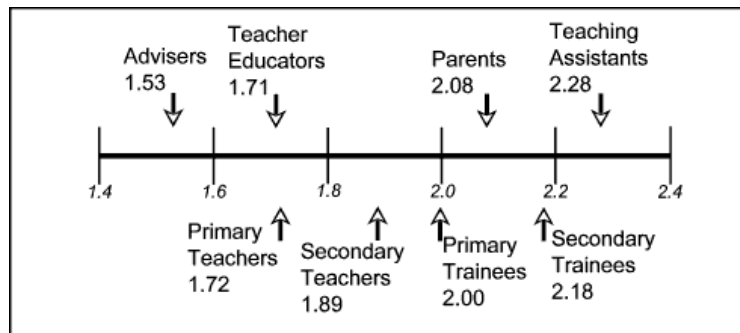 Advisers
1.53
Teacher
Educators
1.71
Parents
2.08
Teaching
Assistants
2.28
1.4
1.6
1.8
2.0
2.2
2.4
Primary
Teachers
1.72
Secondary
Teachers
1.89
Primary
Trainees
2.00
Secondary
Trainees
2.18